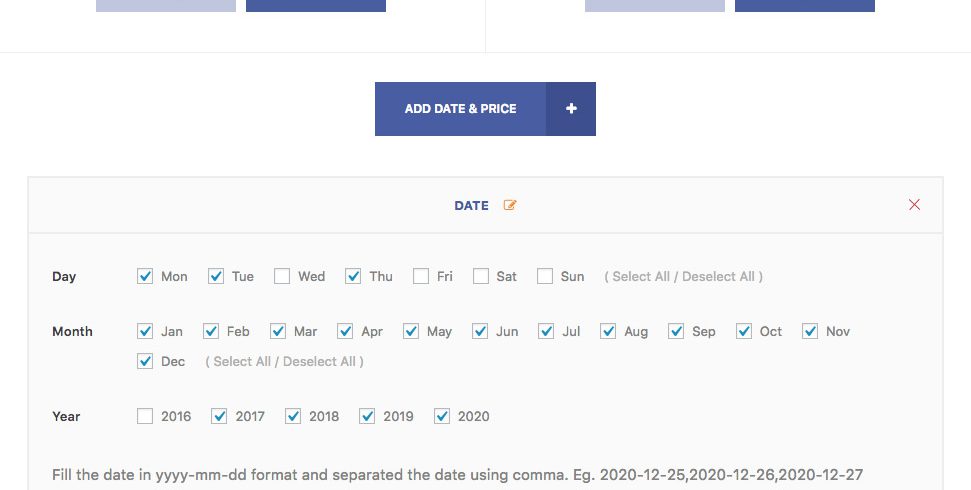 ADD DATE & PRICE
DATE
Day Mon Tue Wed Thu Fri Sat Sun ( Select All / Deselect All )
Month Jan Feb Mar Apr May Jun Jul Aug Sep Oct Nov
Dec ( Select All / Deselect All )
Year 2016 2017 2018 2019 2020
Fill the date in yyyy-mm-dd format and separated the date using comma. Eg. 2020-12-25,2020-12-26,2020-12-27